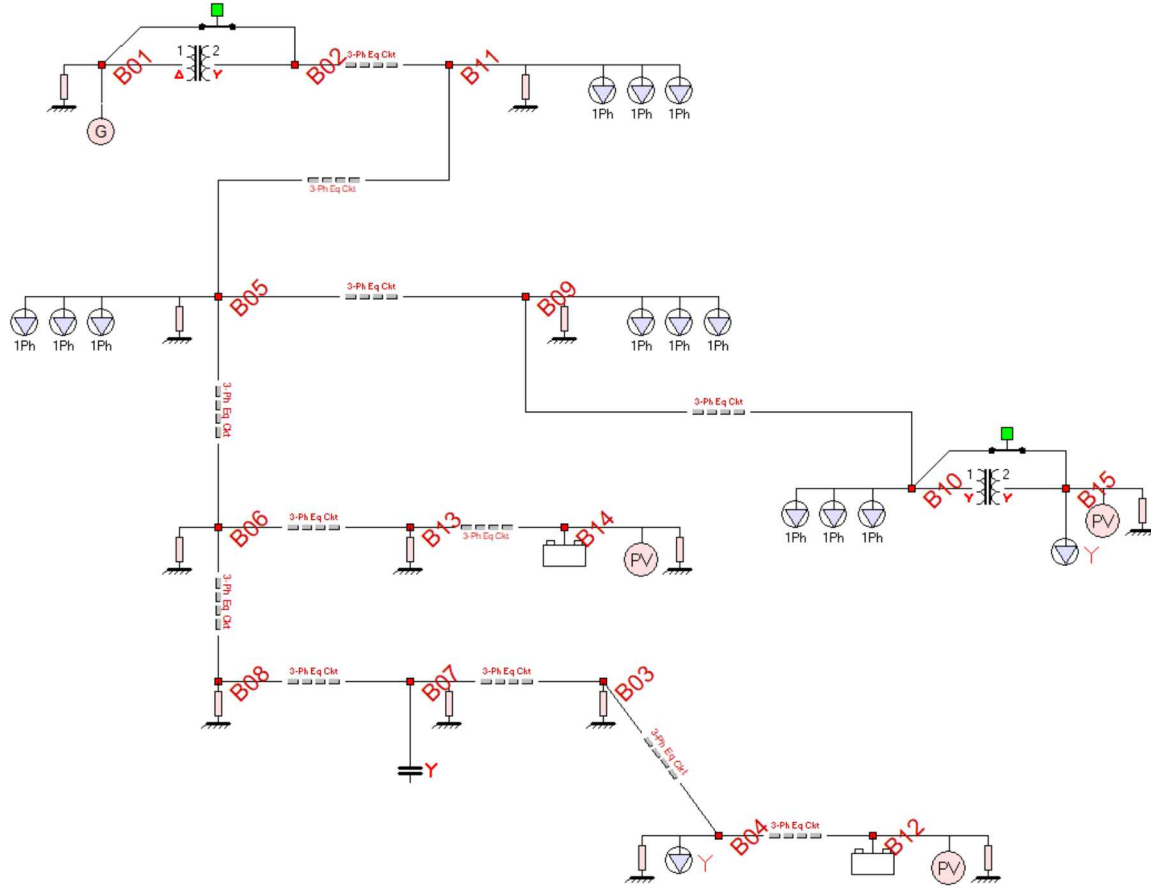 3-Ph Eq Ckt
1 2
B01
Δ Y
B02
B11
G
1Ph 1Ph 1Ph
3-Ph Eq Ckt
B05
3-Ph Eq Ckt
B09
1Ph 1Ph 1Ph
1Ph 1Ph 1Ph
3-Ph Eq Ckt
3-Ph Eq Ckt
1 2
B10
Y Y
B15
PV
1Ph 1Ph 1Ph
Y
3-Ph Eq Ckt
B06
B13
3-Ph Eq Ckt
B14
PV
3-Ph Eq Ckt
B08
3-Ph Eq Ckt
B07
3-Ph Eq Ckt
B03
Y
3-Ph Eq Ckt
B04
3-Ph Eq Ckt
B12
Y
PV